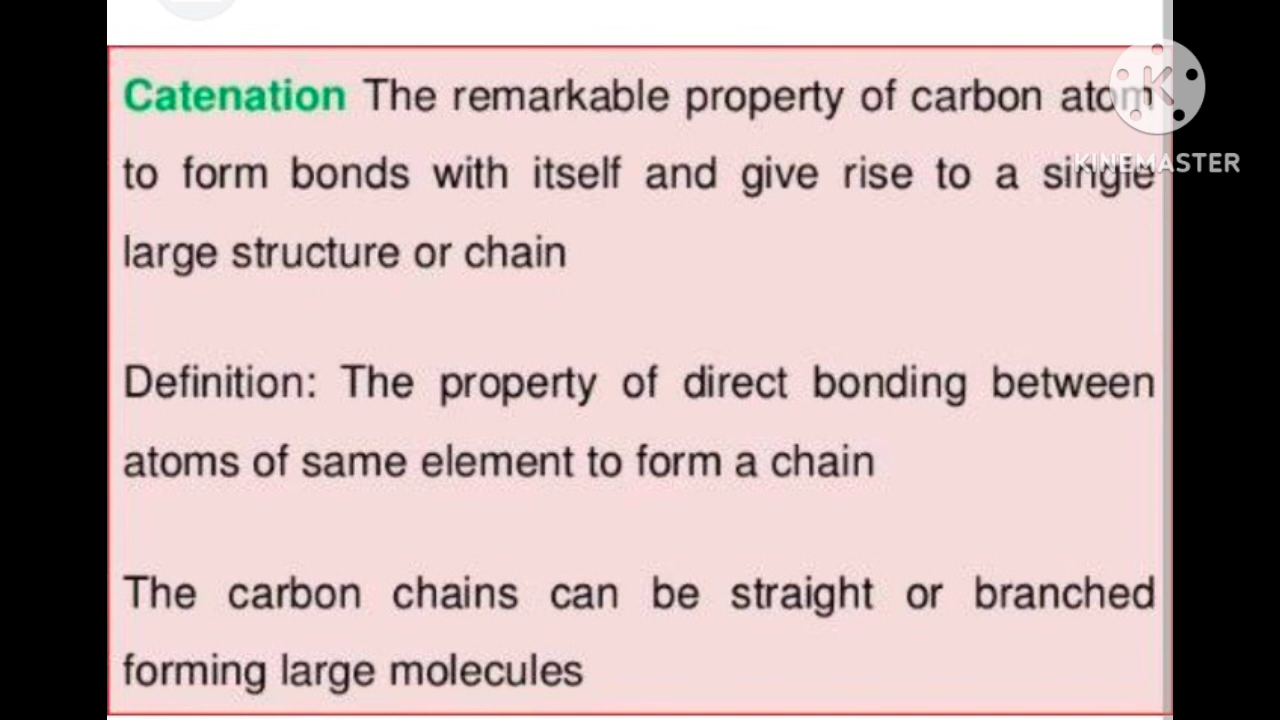 Catenation The remarkable property of carbon atom
to form bonds with itself and give rise to a single
large structure or chain
Definition: The property of direct bonding between
atoms of same element to form a chain
The carbon chains can be straight or branched
forming large molecules
K
KINEMASTER